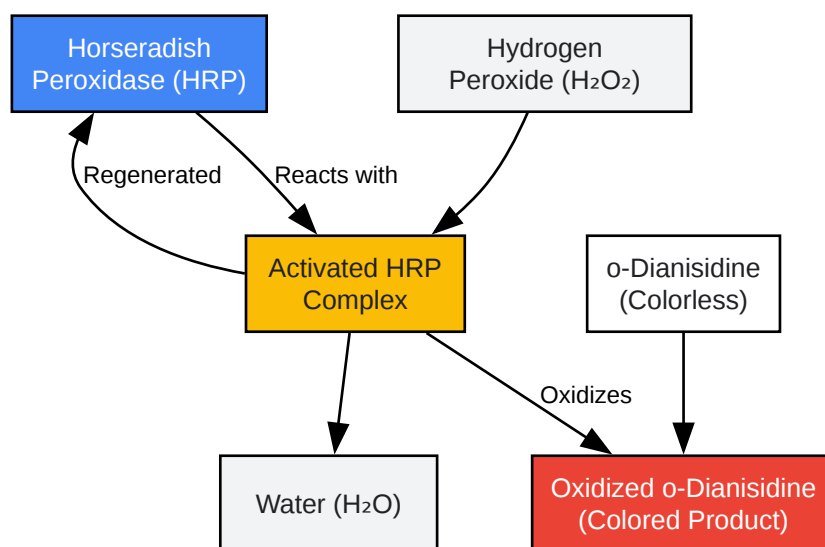 Horseradish
Peroxidase (HRP)
Hydrogen
Peroxide (H₂O₂)
Regenerated
Reacts with
Activated HRP
Complex
o-Dianisidine
(Colorless)
Oxidizes
Water (H₂O)
Oxidized o-Dianisidine
(Colored Product)